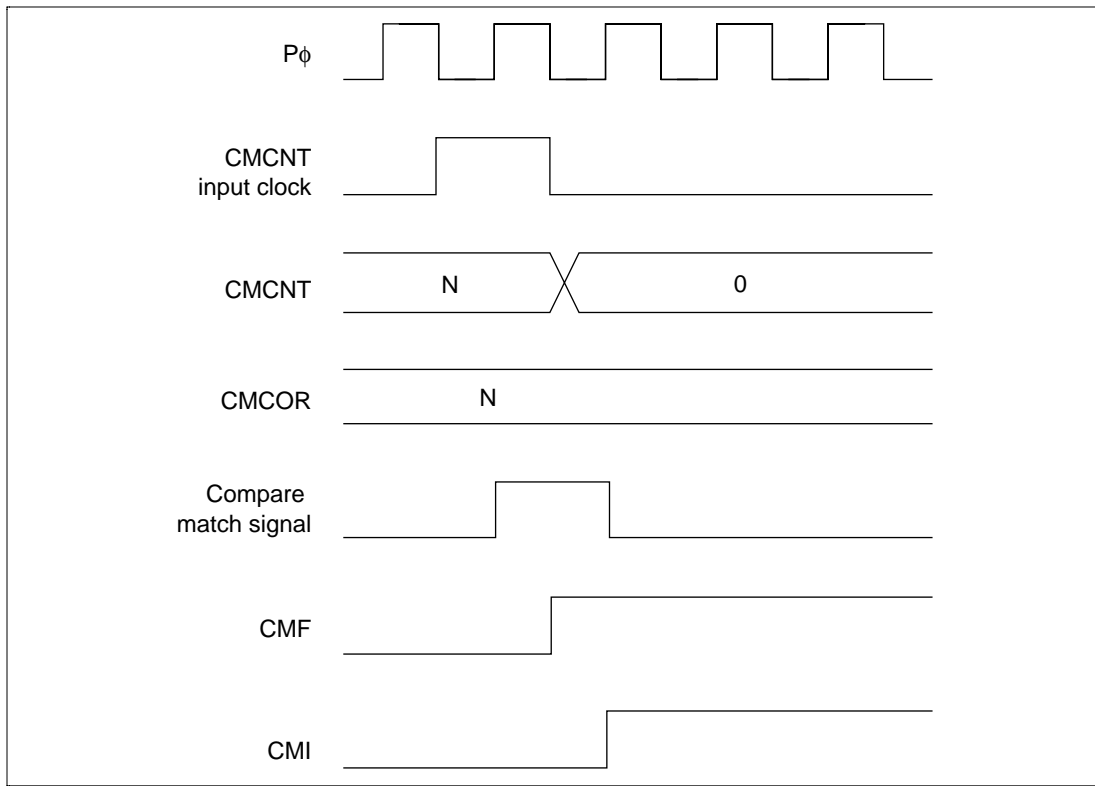 Pϕ
CMCNT
input clock
CMCNT
N
0
CMCOR
N
Compare
match signal
CMF
CMI